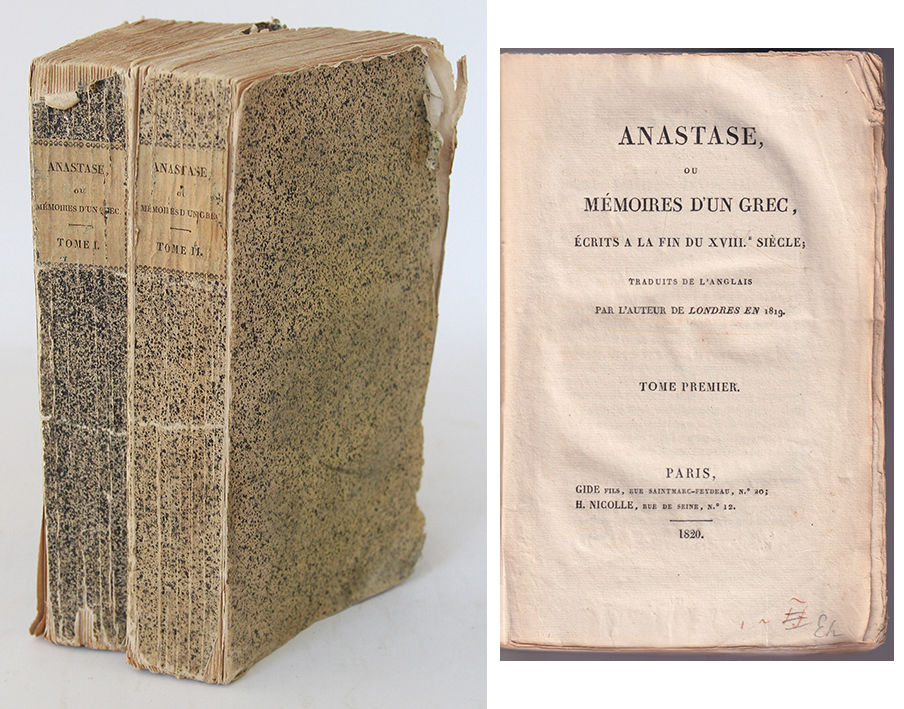 ANASTASE,
OU
MÉMOIRES D'UN GREC.
TOME I.
ANASTASE,
OU
MÉMOIRES D'UN GREC
TOME II.
ANASTASE,
OU
MÉMOIRES D'UN GREC,
ÉCRITS A LA FIN DU XVIII.E SIÈCLE;
TRADUITS DE L'ANGLAIS
PAR L'AUTEUR DE LONDRES EN 1819.
TOME PREMIER.
PARIS,
GIDE FILS, RUE SAINTMARC-FEYDEAU, N.º 20;
H. NICOLLE, RUE DE SEINE, N.º 12.
1820.